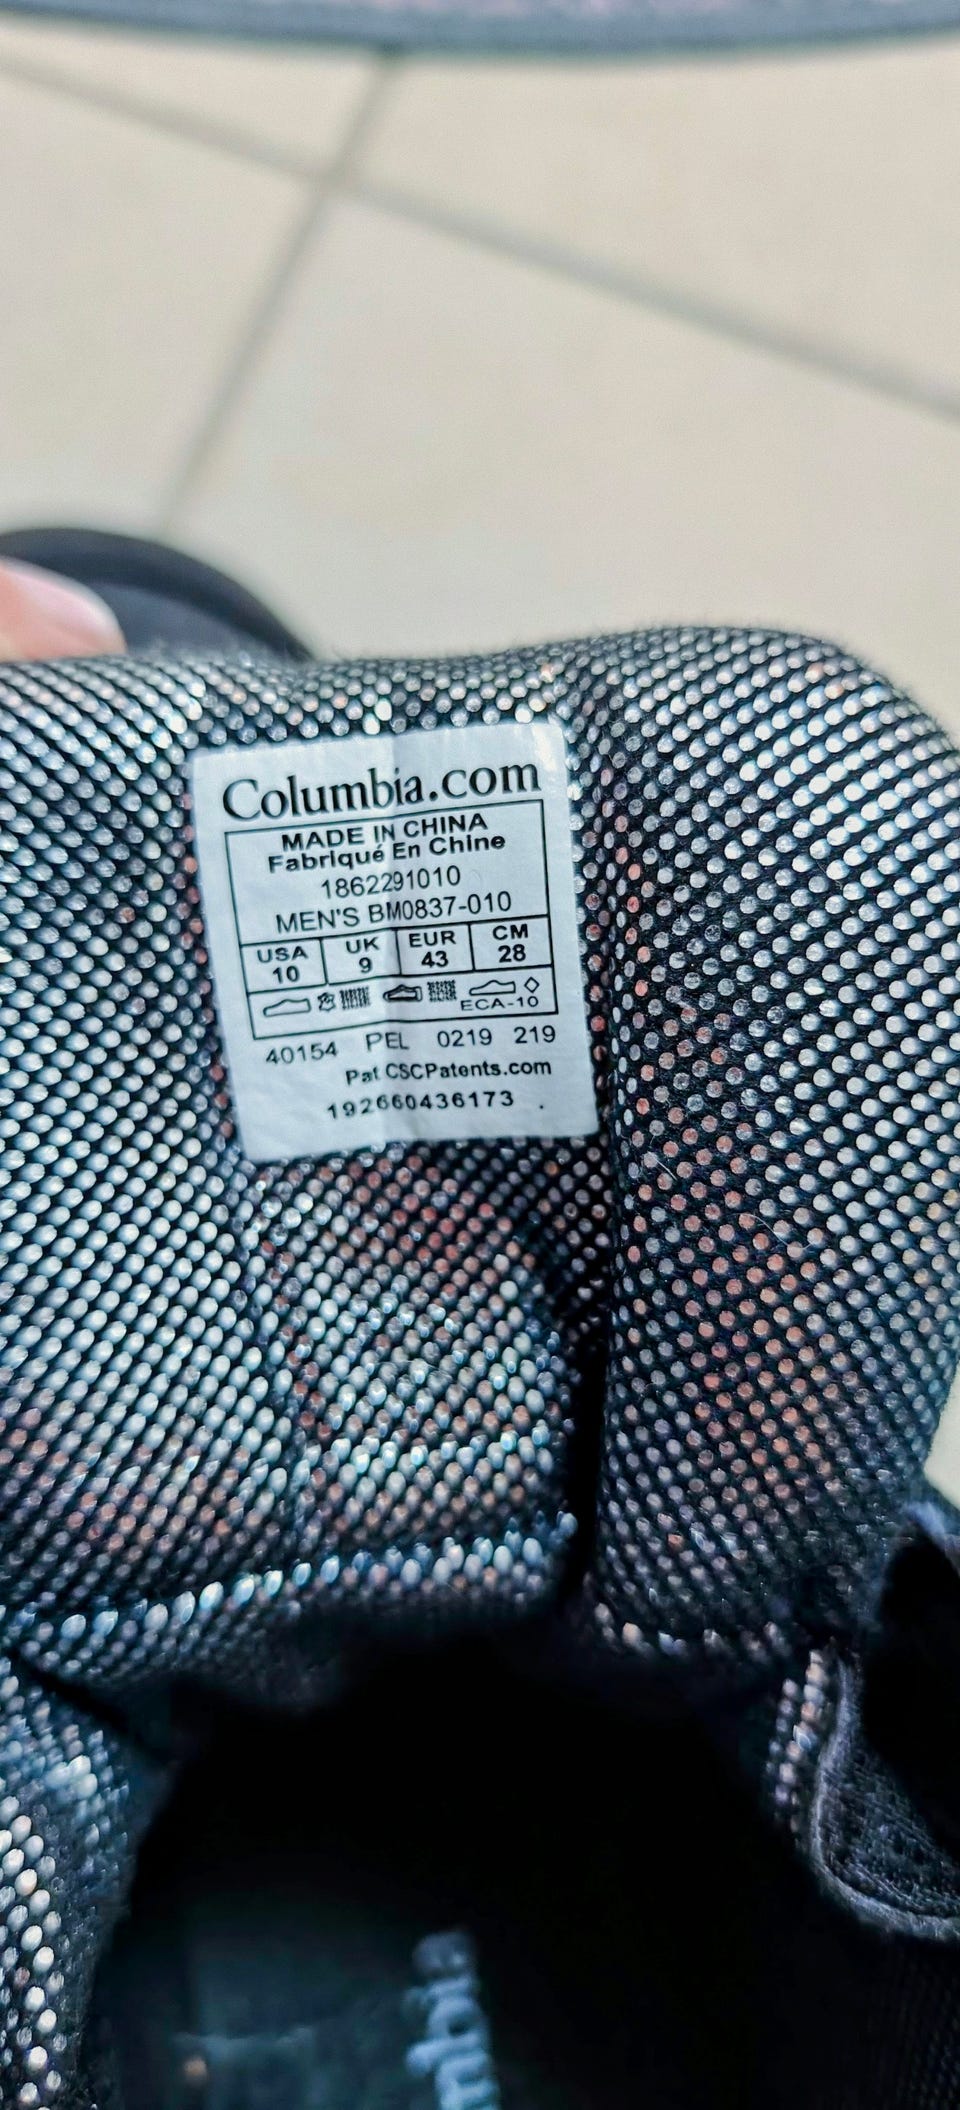 Columbia.com
MADE IN CHINA
Fabriqué En Chine
1862291010
MEN'S BM0837-010
USA UK EUR CM
10 9 43 28
ECA-10
40154 PEL 0219 219
Pat CSCPatents.com
192660436173 .